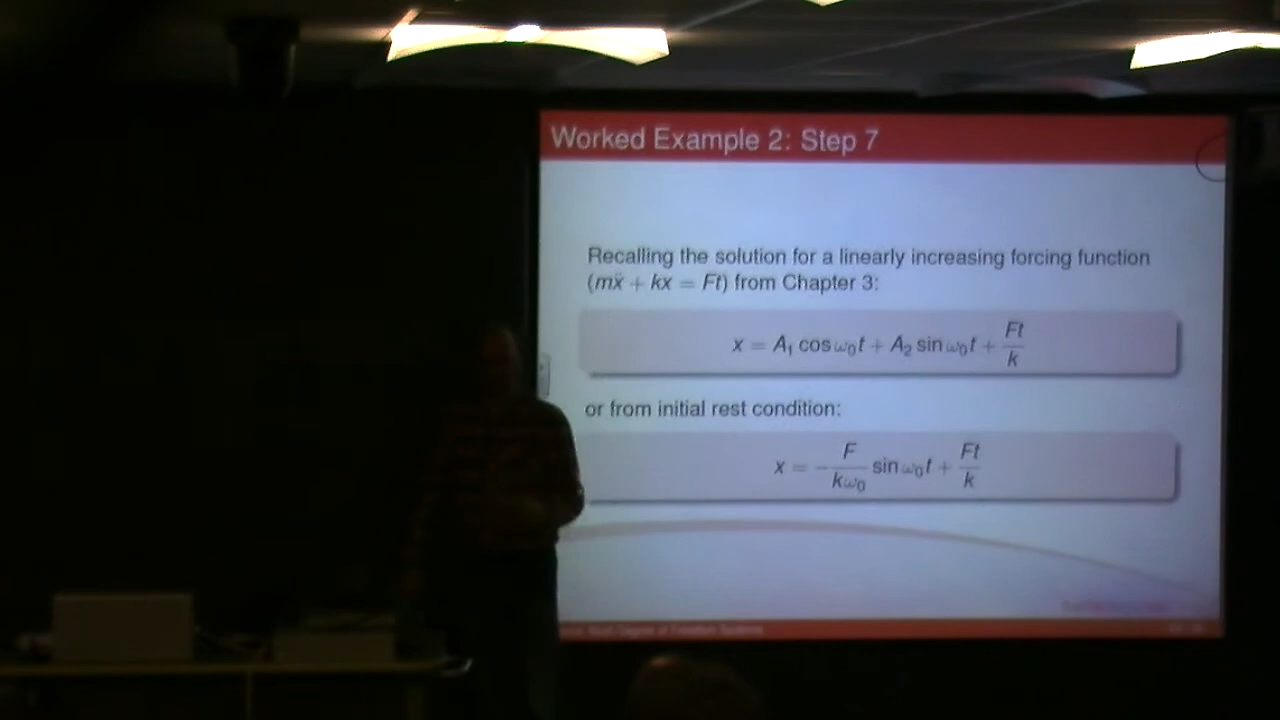 Worked Example 2: Step 7
Recalling the solution for a linearly increasing forcing function
(mẍ + kx = Ft) from Chapter 3:
x = A₁ cos ω₀t + A₂ sin ω₀t + Ft/k
or from initial rest condition:
x = − F/kω₀ sin ω₀t + Ft/k